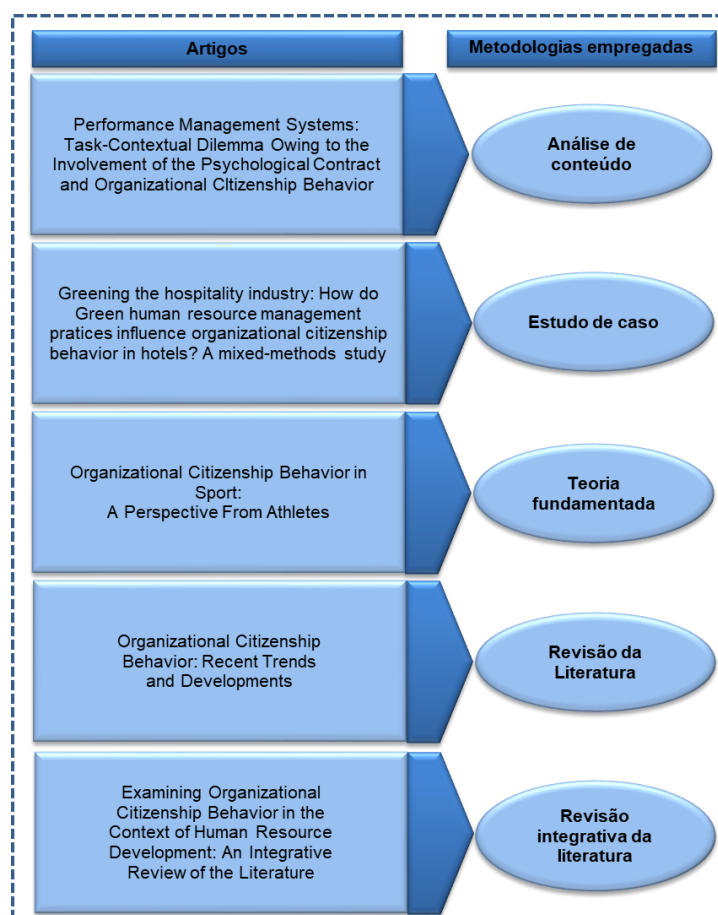 Artigos
Metodologias empregadas
Performance Management Systems:
Task-Contextual Dilemma Owing to the
Involvement of the Psychological Contract
and Organizational CItizenship Behavior
Análise de
conteúdo
Greening the hospitality industry: How do
Green human resource management
pratices influence organizational citizenship
behavior in hotels? A mixed-methods study
Estudo de caso
Organizational Citizenship Behavior in
Sport:
A Perspective From Athletes
Teoria
fundamentada
Organizational Citizenship
Behavior: Recent Trends
and Developments
Revisão da
Literatura
Examining Organizational
Citizenship Behavior in the
Context of Human Resource
Development: An Integrative
Review of the Literature
Revisão
integrativa da
literatura